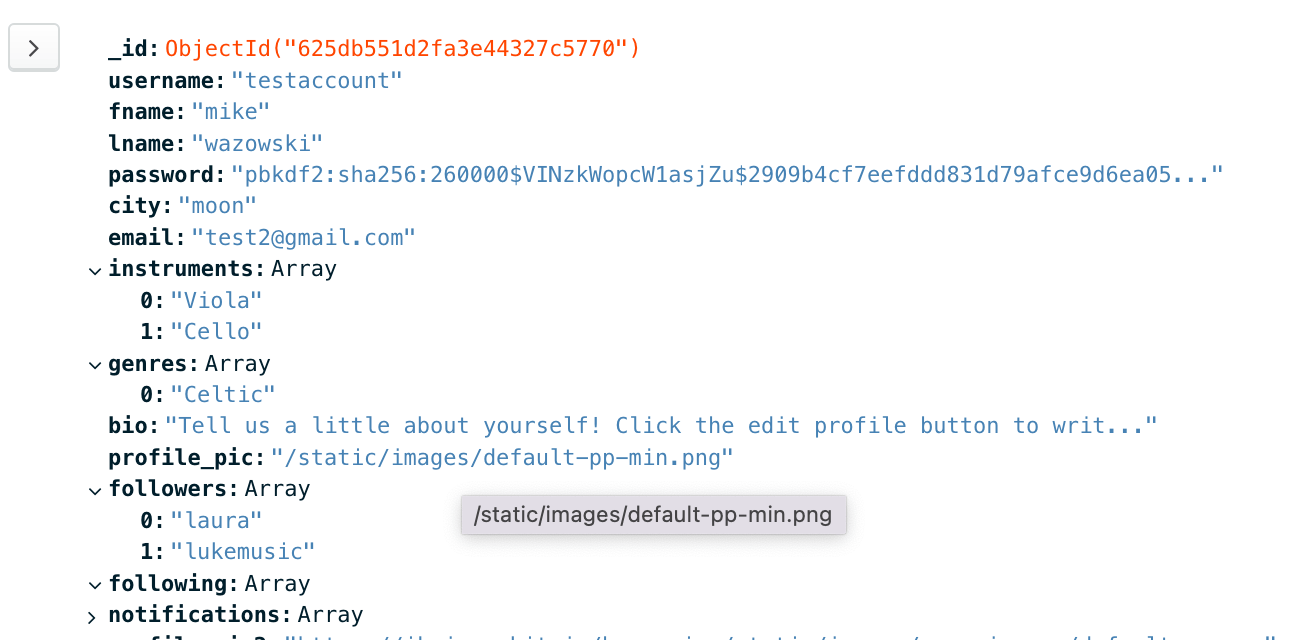 _id: ObjectId("625db551d2fa3e44327c5770")
username: "testaccount"
fname: "mike"
lname: "wazowski"
password: "pbkdf2:sha256:260000$VINzkWopcW1asjZu$2909b4cf7eefddd831d79afce9d6ea05..."
city: "moon"
email: "test2@gmail.com"
instruments: Array
0: "Viola"
1: "Cello"
genres: Array
0: "Celtic"
bio: "Tell us a little about yourself! Click the edit profile button to writ..."
profile_pic: "/static/images/default-pp-min.png"
followers: Array
/static/images/default-pp-min.png
0: "laura"
1: "lukemusic"
following: Array
notifications: Array